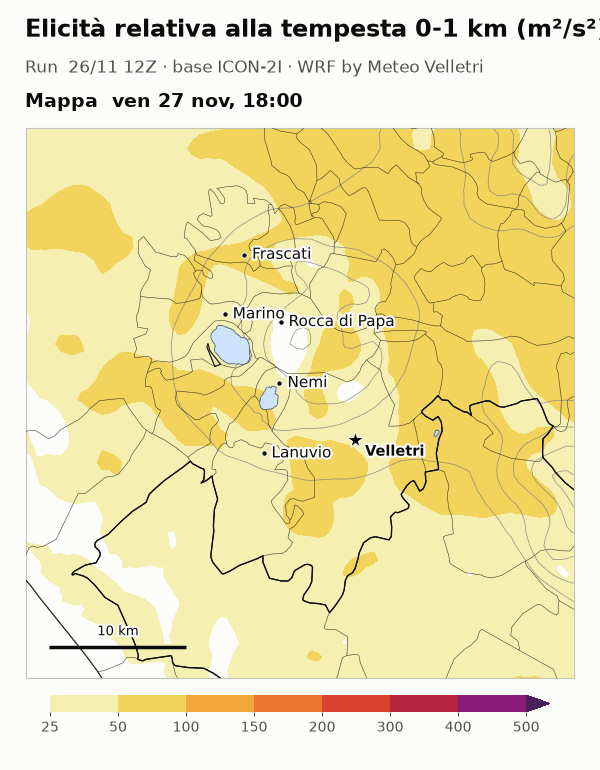 Elicità relativa alla tempesta 0-1 km (m²/s²)
Run  26/11 12Z · base ICON-2I · WRF by Meteo Velletri
Mappa  ven 27 nov, 18:00
Frascati
Marino
Rocca di Papa
Nemi
Velletri
Lanuvio
10 km
25 50 100 150 200 300 400 500